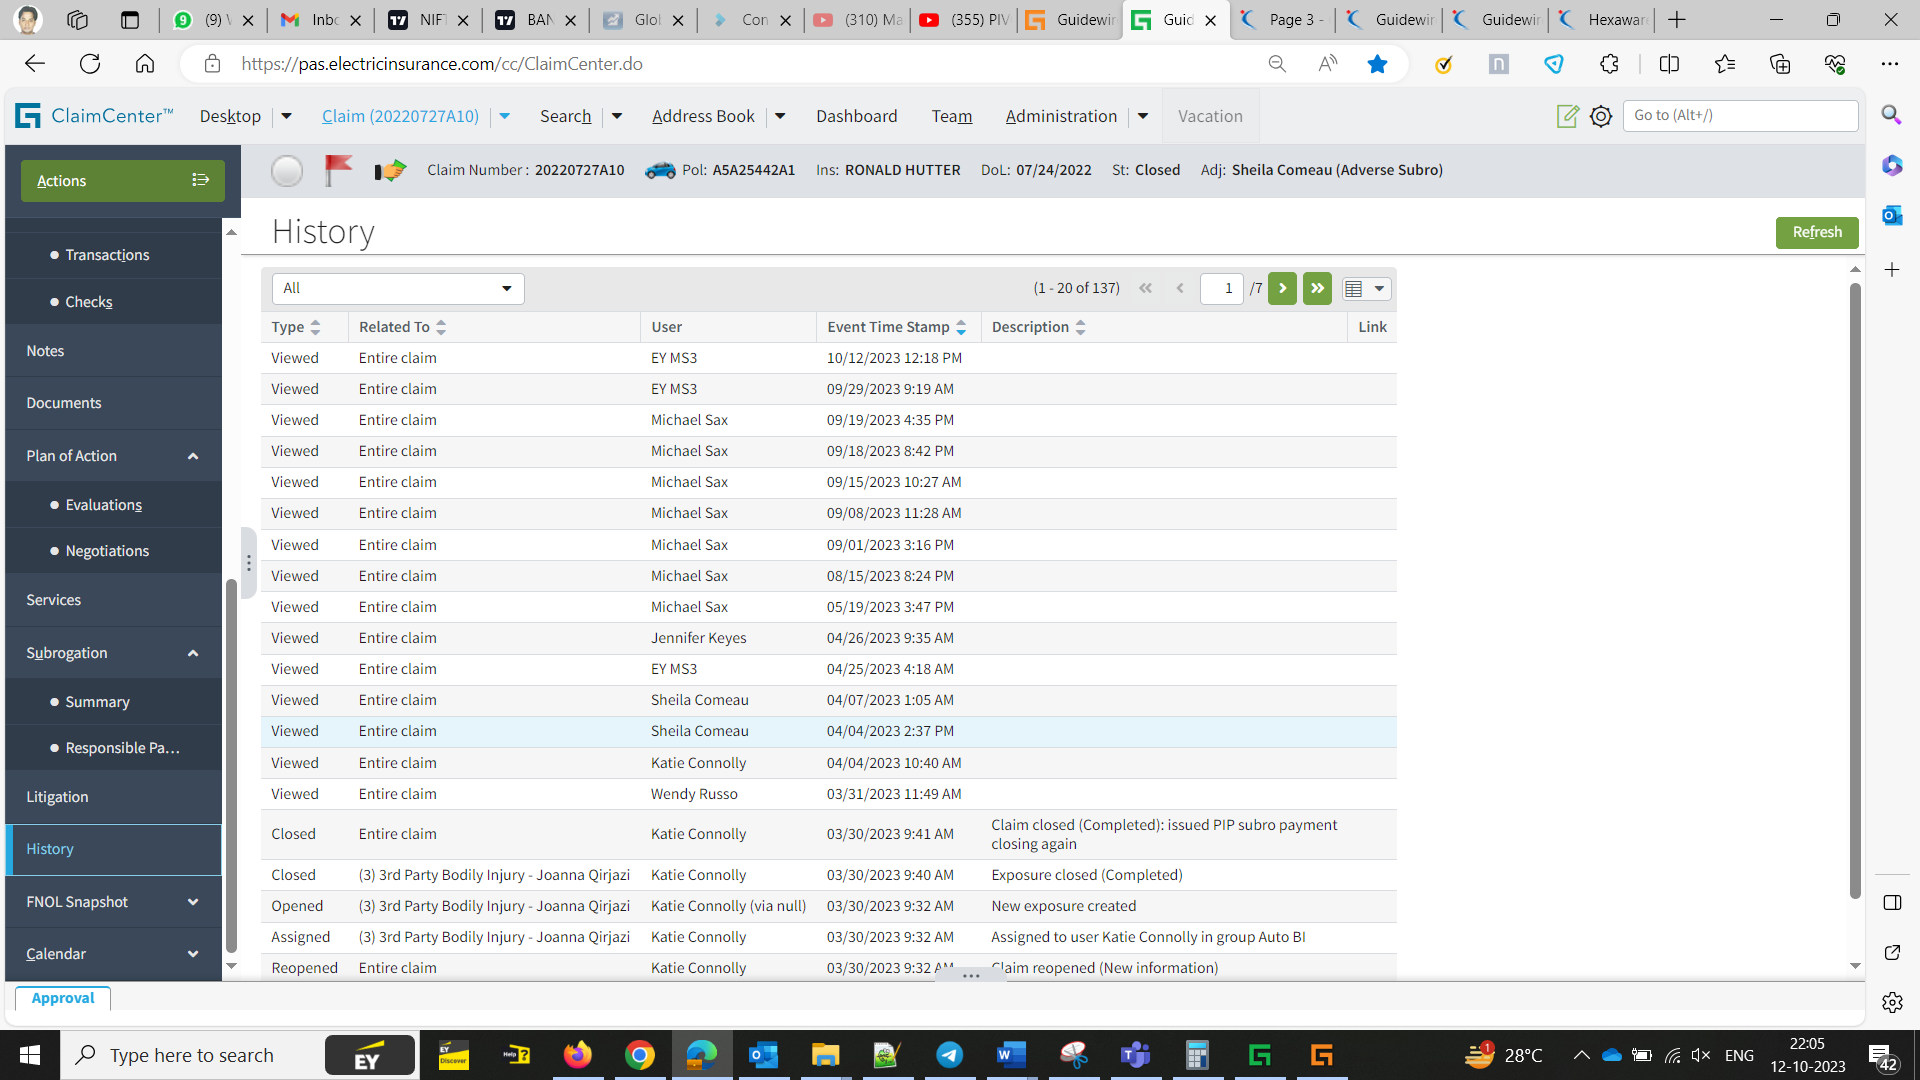 (9) W
Inbo
NIFT
BAN
Glob
Con
(310) Ma
(355) PIV
Guidewir
Guid
Page 3 -
Guidewir
Guidewir
Hexawar
https://pas.electricinsurance.com/cc/ClaimCenter.do
ClaimCenter™ Desktop Claim (20220727A10) Search Address Book Dashboard Team Administration Vacation Go to (Alt+/)
Actions
Claim Number : 20220727A10 Pol: A5A25442A1 Ins: RONALD HUTTER DoL: 07/24/2022 St: Closed Adj: Sheila Comeau (Adverse Subro)
Transactions
Checks
Notes
Documents
Plan of Action
Evaluations
Negotiations
Services
Subrogation
Summary
Responsible Pa...
Litigation
History
FNOL Snapshot
Calendar
History
Refresh
All (1 - 20 of 137) 1 /7
Type Related To User Event Time Stamp Description Link
Viewed Entire claim EY MS3 10/12/2023 12:18 PM
Viewed Entire claim EY MS3 09/29/2023 9:19 AM
Viewed Entire claim Michael Sax 09/19/2023 4:35 PM
Viewed Entire claim Michael Sax 09/18/2023 8:42 PM
Viewed Entire claim Michael Sax 09/15/2023 10:27 AM
Viewed Entire claim Michael Sax 09/08/2023 11:28 AM
Viewed Entire claim Michael Sax 09/01/2023 3:16 PM
Viewed Entire claim Michael Sax 08/15/2023 8:24 PM
Viewed Entire claim Michael Sax 05/19/2023 3:47 PM
Viewed Entire claim Jennifer Keyes 04/26/2023 9:35 AM
Viewed Entire claim EY MS3 04/25/2023 4:18 AM
Viewed Entire claim Sheila Comeau 04/07/2023 1:05 AM
Viewed Entire claim Sheila Comeau 04/04/2023 2:37 PM
Viewed Entire claim Katie Connolly 04/04/2023 10:40 AM
Viewed Entire claim Wendy Russo 03/31/2023 11:49 AM
Closed Entire claim Katie Connolly 03/30/2023 9:41 AM Claim closed (Completed): issued PIP subro payment
closing again
Closed (3) 3rd Party Bodily Injury - Joanna Qirjazi Katie Connolly 03/30/2023 9:40 AM Exposure closed (Completed)
Opened (3) 3rd Party Bodily Injury - Joanna Qirjazi Katie Connolly (via null) 03/30/2023 9:32 AM New exposure created
Assigned (3) 3rd Party Bodily Injury - Joanna Qirjazi Katie Connolly 03/30/2023 9:32 AM Assigned to user Katie Connolly in group Auto BI
Reopened Entire claim Katie Connolly 03/30/2023 9:32 AM Claim reopened (New information)
Approval
Type here to search
EY
EY
Discover
Help ?
1
28°C
ENG
22:05
12-10-2023
42